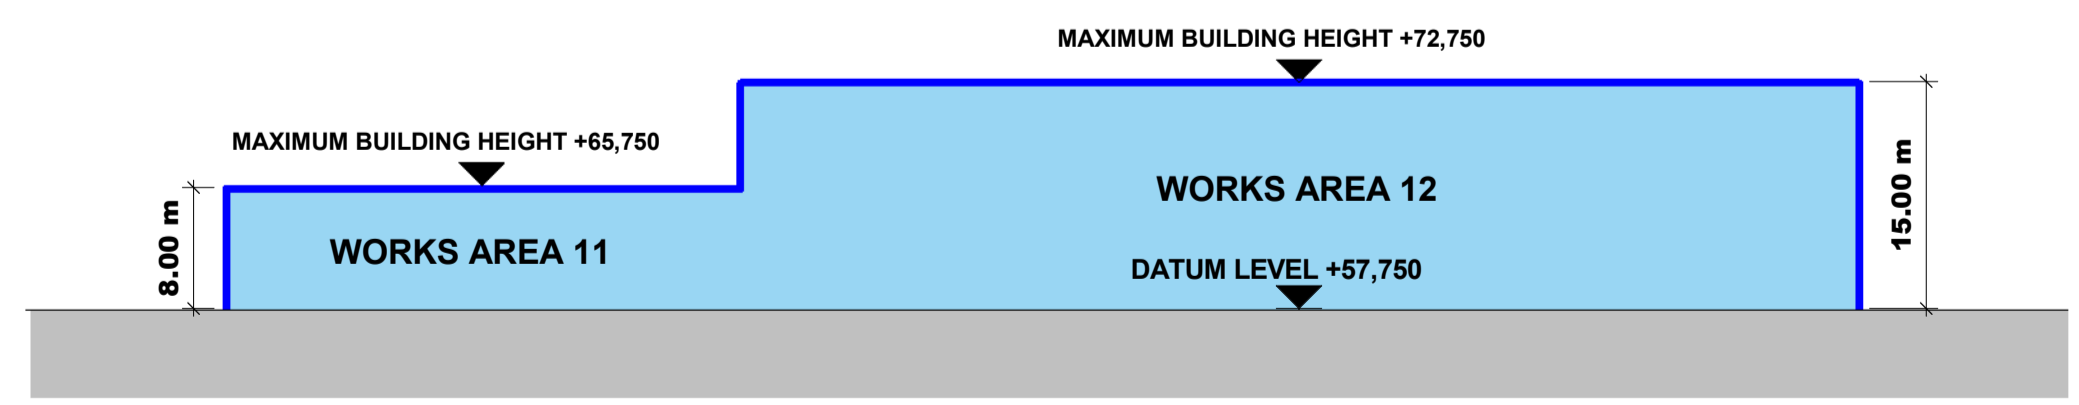 MAXIMUM BUILDING HEIGHT +72,750
MAXIMUM BUILDING HEIGHT +65,750
WORKS AREA 12
15.00 m
8.00 m
WORKS AREA 11
DATUM LEVEL +57,750